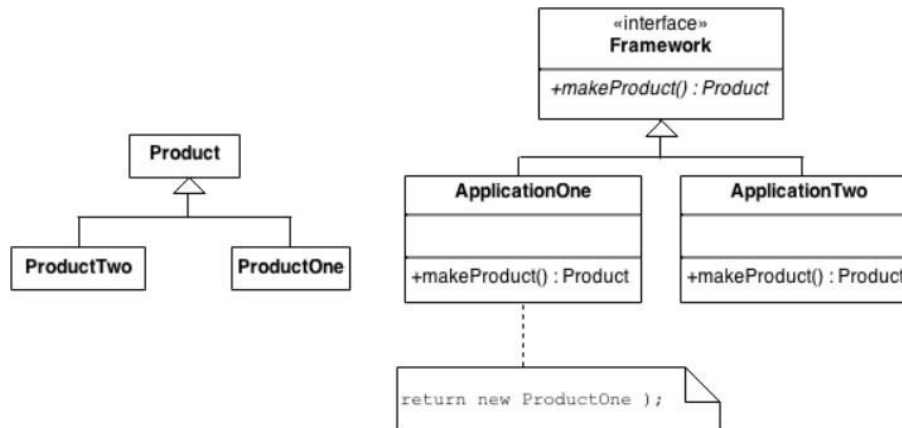 «interface»
Framework
+makeProduct() : Product
Product
ProductTwo
ProductOne
ApplicationOne
+makeProduct() : Product
ApplicationTwo
+makeProduct() : Product
return new ProductOne );